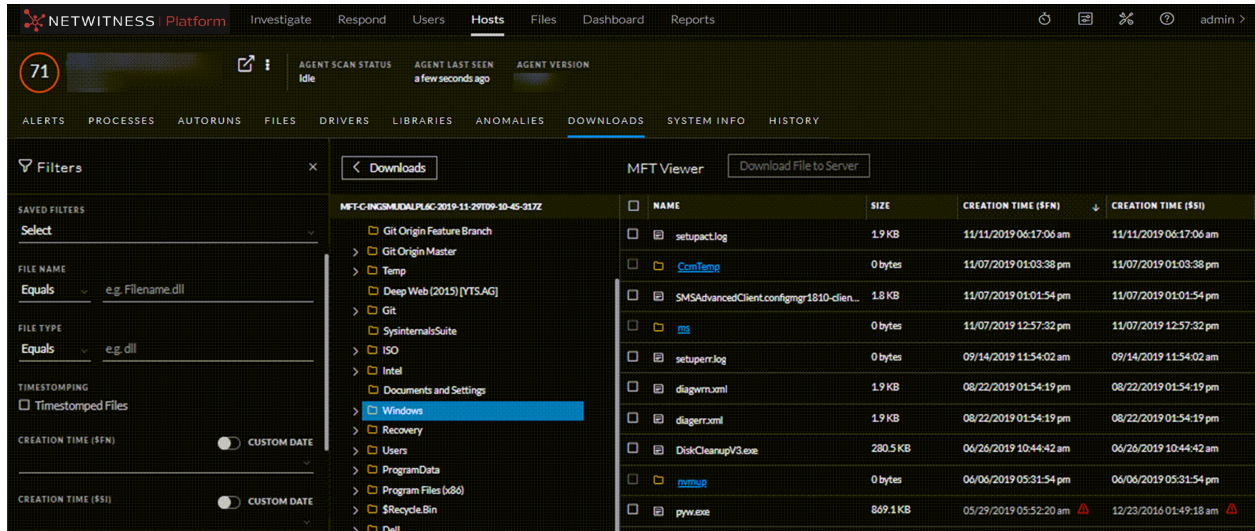 NETWITNESS | Platform Investigate Respond Users Hosts Files Dashboard Reports admin >
71 AGENT SCAN STATUS AGENT LAST SEEN AGENT VERSION
Idle a few seconds ago
ALERTS PROCESSES AUTORUNS FILES DRIVERS LIBRARIES ANOMALIES DOWNLOADS SYSTEM INFO HISTORY
Filters ×
SAVED FILTERS
Select
FILE NAME
Equals e.g. Filename.dll
FILE TYPE
Equals e.g. dll
TIMESTOMPING
Timestomped Files
CREATION TIME ($FN) CUSTOM DATE
CREATION TIME ($SI) CUSTOM DATE
< Downloads
MFT-C-INGSMUDALPL6C-2019-11-29T09-10-45-317Z
Git Origin Feature Branch
> Git Origin Master
> Temp
Deep Web (2015) [YTS.AG]
> Git
SysinternalsSuite
> ISO
> Intel
Documents and Settings
> Windows
> Recovery
> Users
> ProgramData
> Program Files (x86)
> $Recycle.Bin
> Dell
MFT Viewer Download File to Server
NAME SIZE CREATION TIME ($FN) ↓ CREATION TIME ($SI)
setupact.log 1.9 KB 11/11/2019 06:17:06 am 11/11/2019 06:17:06 am
CcmTemp 0 bytes 11/07/2019 01:03:38 pm 11/07/2019 01:03:38 pm
SMSAdvancedClient.configmgr1810-clien... 1.8 KB 11/07/2019 01:01:54 pm 11/07/2019 01:01:54 pm
ms 0 bytes 11/07/2019 12:57:32 pm 11/07/2019 12:57:32 pm
setuperr.log 0 bytes 09/14/2019 11:54:02 am 09/14/2019 11:54:02 am
diagwrn.xml 1.9 KB 08/22/2019 01:54:19 pm 08/22/2019 01:54:19 pm
diagerr.xml 1.9 KB 08/22/2019 01:54:19 pm 08/22/2019 01:54:19 pm
DiskCleanupV3.exe 280.5 KB 06/26/2019 10:44:42 am 06/26/2019 10:44:42 am
nvmup 0 bytes 06/06/2019 05:31:54 pm 06/06/2019 05:31:54 pm
pyw.exe 869.1 KB 05/29/2019 05:52:20 am 12/23/2016 01:49:18 am